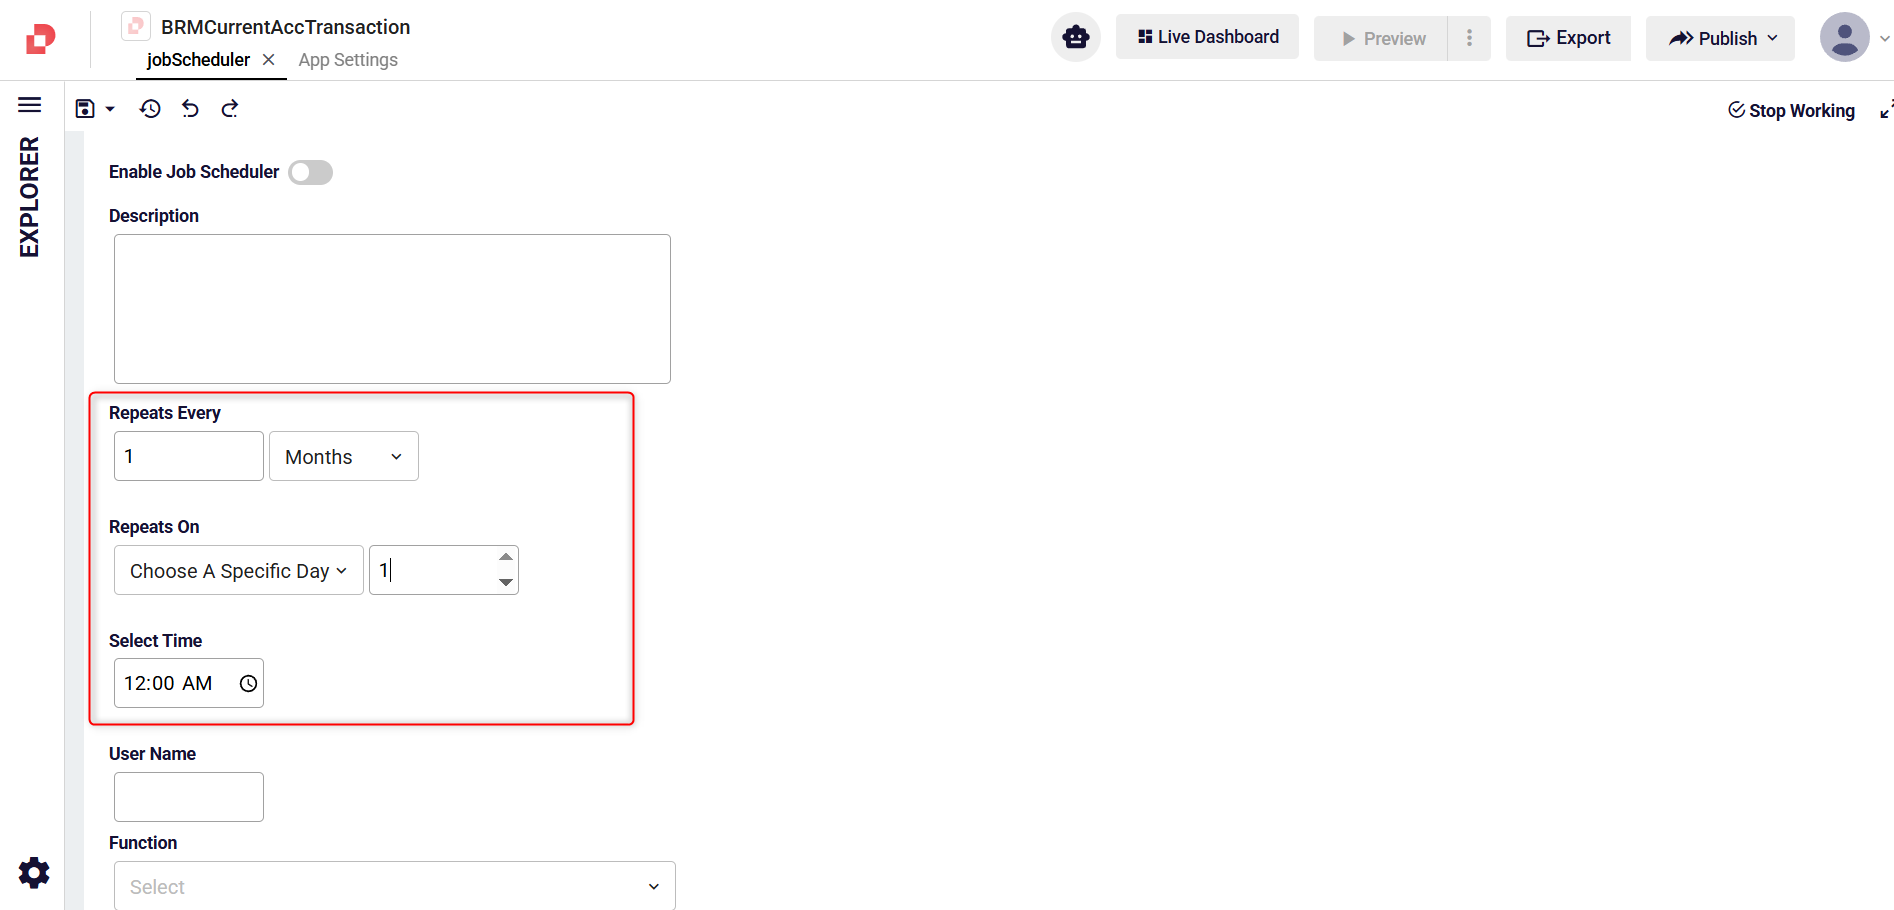 BRMCurrentAccTransaction
jobScheduler App Settings
Live Dashboard
Preview
Export
Publish
EXPLORER
Stop Working
Enable Job Scheduler
Description
Repeats Every
1 Months
Repeats On
Choose A Specific Day 1
Select Time
12:00 AM
User Name
Function
Select